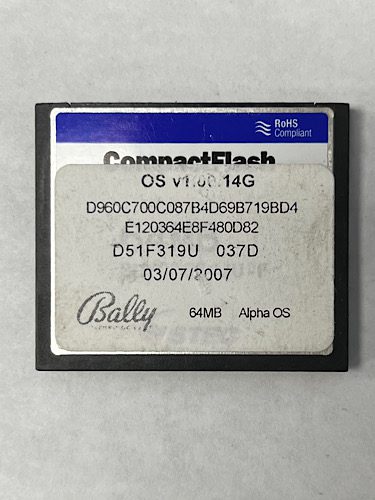 RoHS
Compliant
CompactFlash
OS v1.00.14G
D960C700C087B4D69B719BD4
E120364E8F480D82
D51F319U 037D
03/07/2007
Bally
64MB Alpha OS